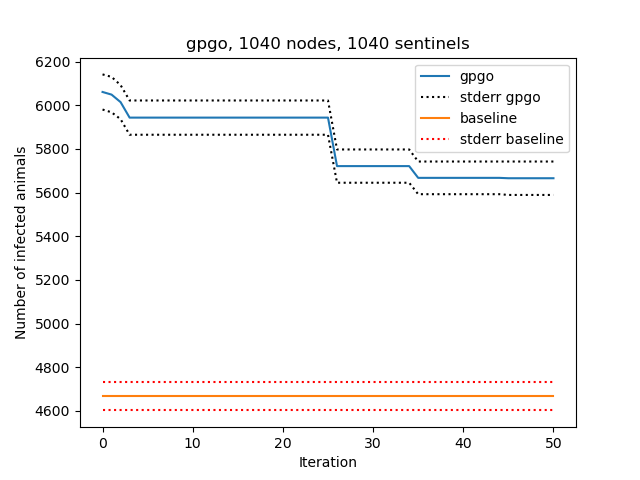 gpgo, 1040 nodes, 1040 sentinels
6200
6000
5800
5600
5400
5200
5000
4800
4600
Number of infected animals
gpgo
stderr gpgo
baseline
stderr baseline
0 10 20 30 40 50
Iteration